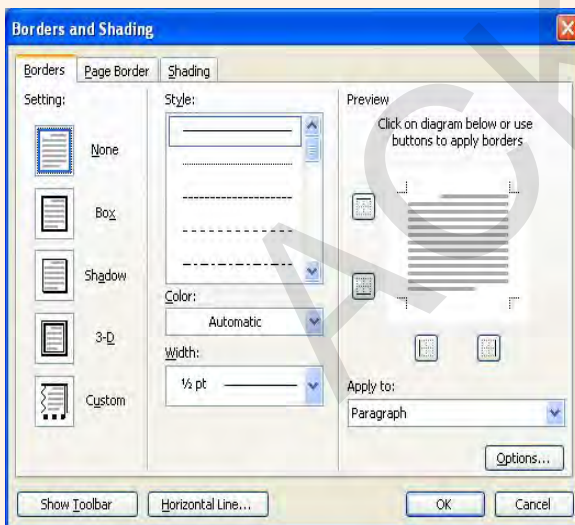 Borders and Shading
Borders
Page Border
Shading
Setting:
None
Box
Shadow
3-D
Custom
Style:
Color:
Automatic
Width:
½ pt
Preview
Click on diagram below or use
buttons to apply borders
Apply to:
Paragraph
Options...
Show Toolbar
Horizontal Line...
OK
Cancel